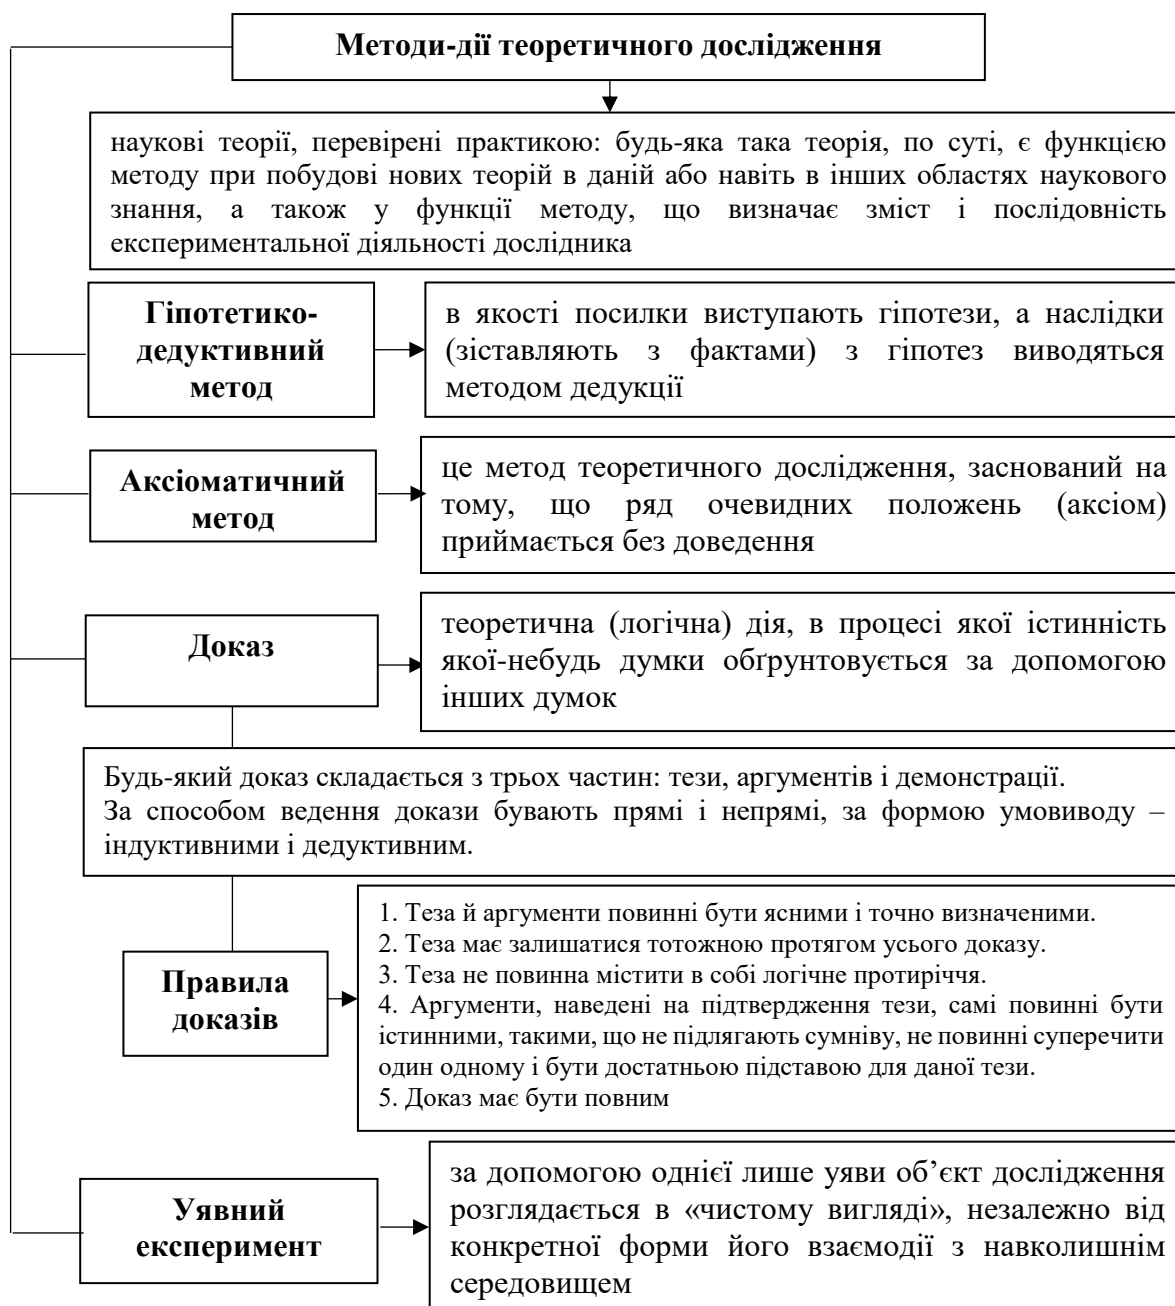 Методи-дії теоретичного дослідження
наукові теорії, перевірені практикою: будь-яка така теорія, по суті, є функцією
методу при побудові нових теорій в даній або навіть в інших областях наукового
знання, а також у функції методу, що визначає зміст і послідовність
експериментальної діяльності дослідника
Гіпотетико-
дедуктивний
метод
в якості посилки виступають гіпотези, а наслідки
(зіставляють з фактами) з гіпотез виводяться
методом дедукції
Аксіоматичний
метод
це метод теоретичного дослідження, заснований на
тому, що ряд очевидних положень (аксіом)
приймається без доведення
Доказ
теоретична (логічна) дія, в процесі якої істинність
якої-небудь думки обґрунтовується за допомогою
інших думок
Будь-який доказ складається з трьох частин: тези, аргументів і демонстрації.
За способом ведення докази бувають прямі і непрямі, за формою умовиводу –
індуктивними і дедуктивним.
Правила
доказів
1. Теза й аргументи повинні бути ясними і точно визначеними.
2. Теза має залишатися тотожною протягом усього доказу.
3. Теза не повинна містити в собі логічне протиріччя.
4. Аргументи, наведені на підтвердження тези, самі повинні бути
істинними, такими, що не підлягають сумніву, не повинні суперечити
один одному і бути достатньою підставою для даної тези.
5. Доказ має бути повним
Уявний
експеримент
за допомогою однієї лише уяви об’єкт дослідження
розглядається в «чистому вигляді», незалежно від
конкретної форми його взаємодії з навколишнім
середовищем